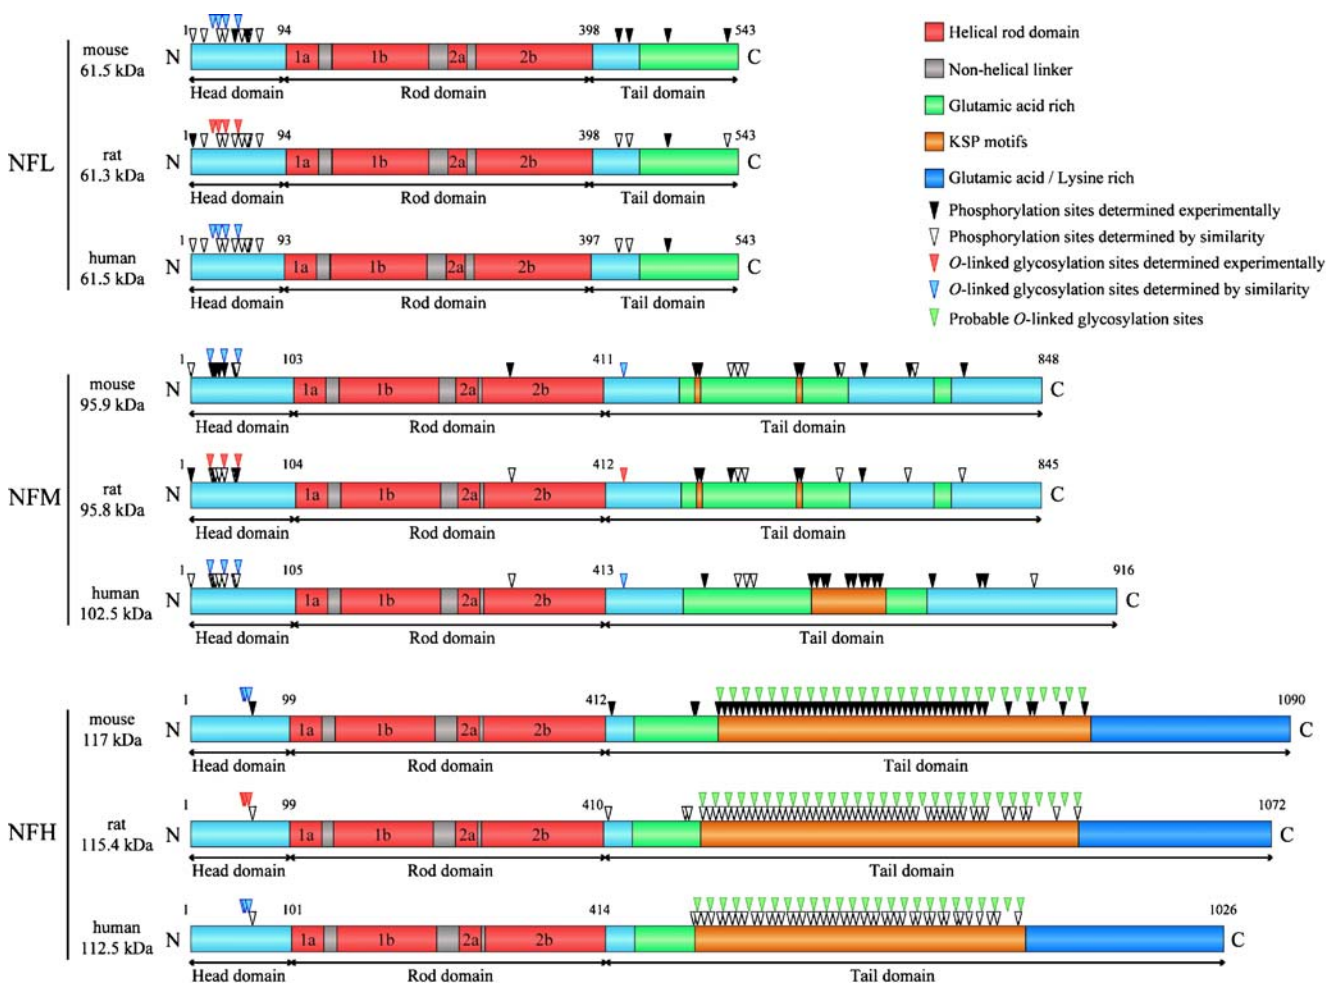 1 94 398 543
mouse
61.5 kDa
N 1a 1b 2a 2b C
Head domain Rod domain Tail domain
1 94 398 543
NFL
rat
61.3 kDa
N 1a 1b 2a 2b C
Head domain Rod domain Tail domain
1 93 397 543
human
61.5 kDa
N 1a 1b 2a 2b C
Head domain Rod domain Tail domain
Helical rod domain
Non-helical linker
Glutamic acid rich
KSP motifs
Glutamic acid / Lysine rich
Phosphorylation sites determined experimentally
Phosphorylation sites determined by similarity
O-linked glycosylation sites determined experimentally
O-linked glycosylation sites determined by similarity
Probable O-linked glycosylation sites
1 103 411 848
mouse
95.9 kDa
N 1a 1b 2a 2b C
Head domain Rod domain Tail domain
1 104 412 845
NFM
rat
95.8 kDa
N 1a 1b 2a 2b C
Head domain Rod domain Tail domain
1 105 413 916
human
102.5 kDa
N 1a 1b 2a 2b C
Head domain Rod domain Tail domain
1 99 412 1090
mouse
117 kDa
N 1a 1b 2a 2b C
Head domain Rod domain Tail domain
1 99 410 1072
NFH
rat
115.4 kDa
N 1a 1b 2a 2b C
Head domain Rod domain Tail domain
1 101 414 1026
human
112.5 kDa
N 1a 1b 2a 2b C
Head domain Rod domain Tail domain